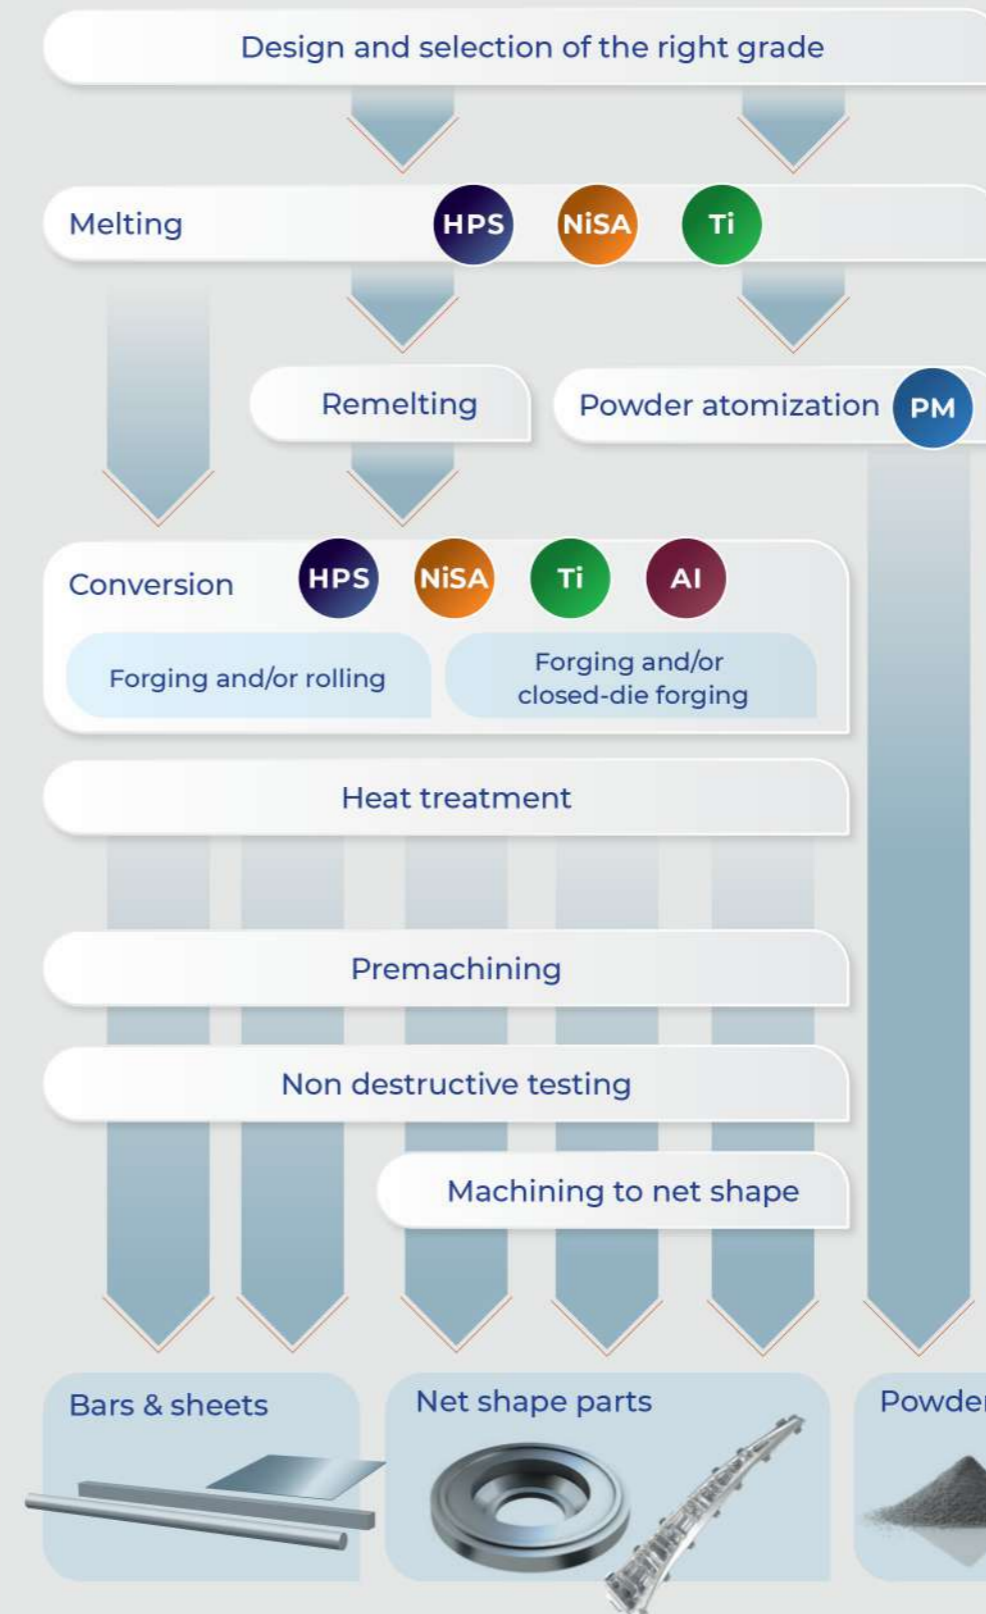 Design and selection of the right grade
Melting
HPS
NiSA
Ti
Remelting
Powder atomization
PM
Conversion
HPS
NiSA
Ti
Al
Forging and/or rolling
Forging and/or
closed-die forging
Heat treatment
Premachining
Non destructive testing
Machining to net shape
Bars & sheets
Net shape parts
Powder